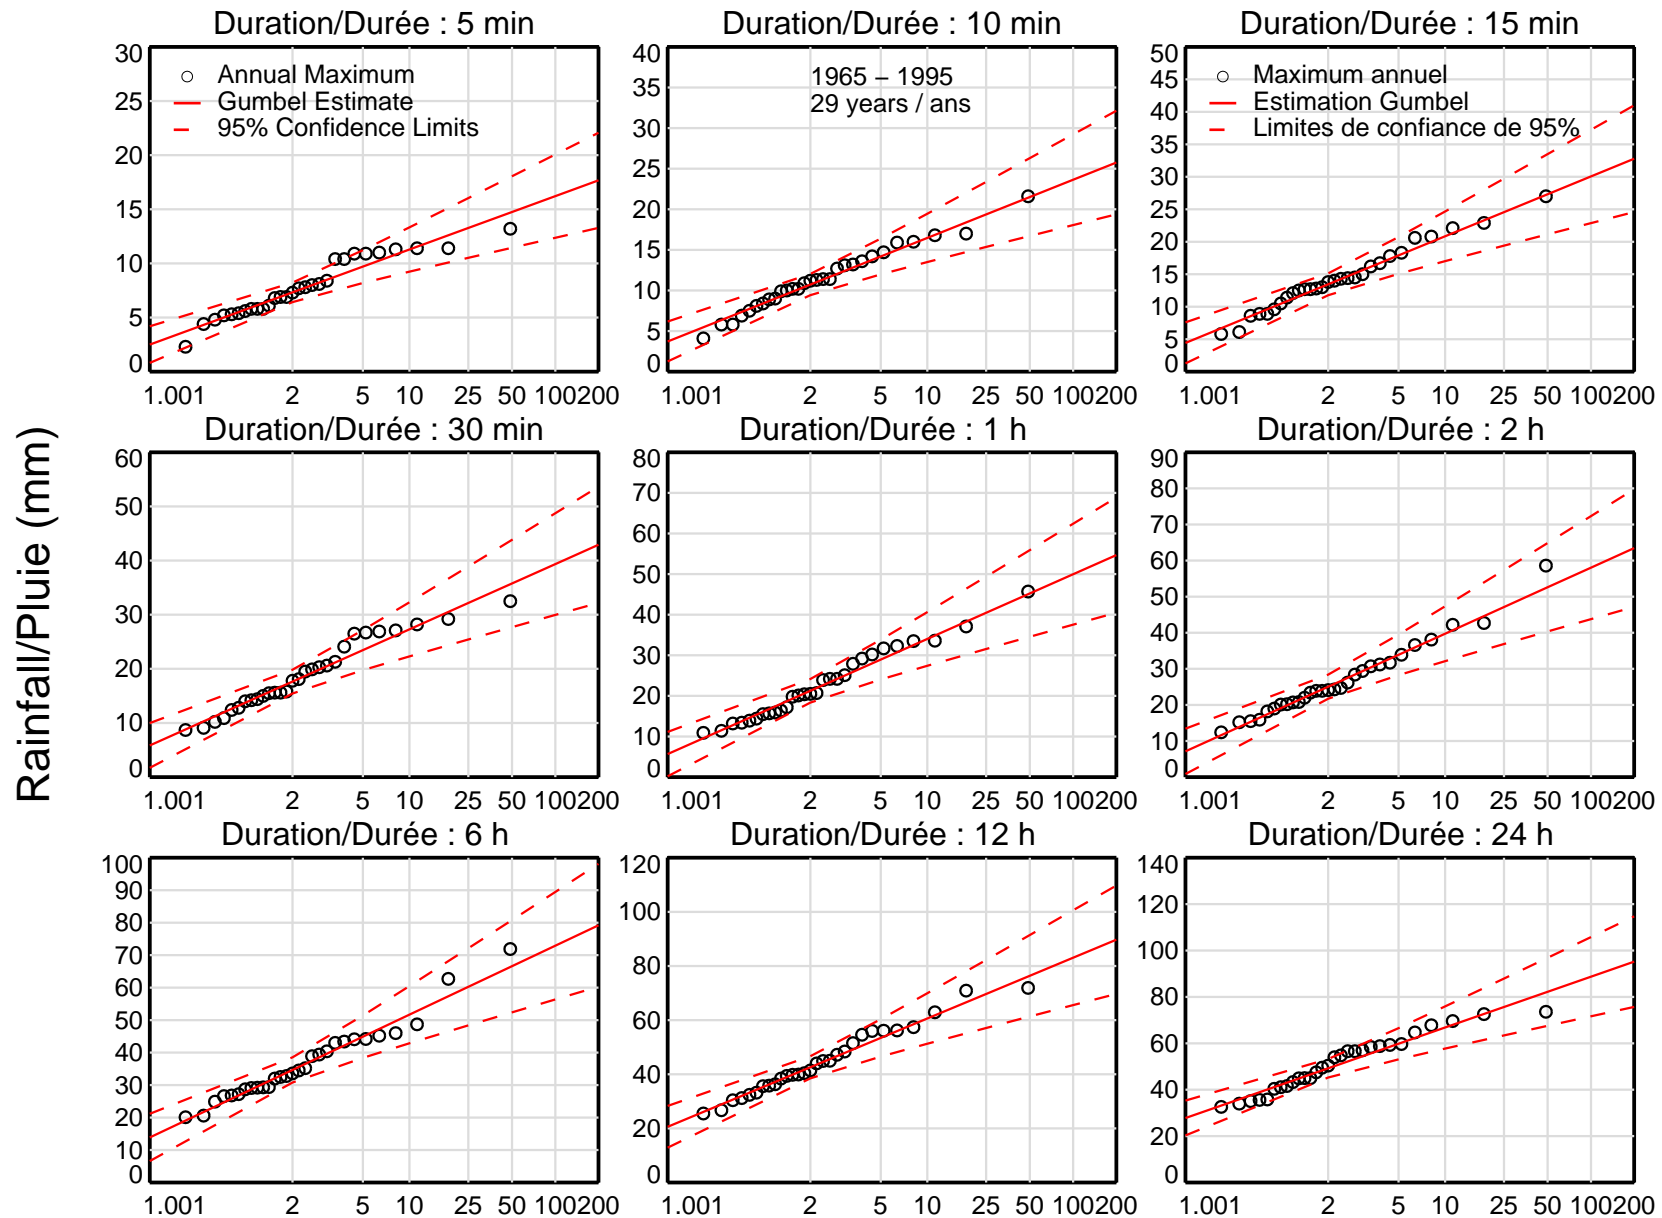 Duration/Durée : 5 min
Duration/Durée : 10 min
Duration/Durée : 15 min
30
25
20
15
10
5
0
Annual Maximum
Gumbel Estimate
95% Confidence Limits
1.001 2 5 10 25 50 100200
40
35
30
25
20
15
10
5
0
1965 – 1995
29 years / ans
1.001 2 5 10 25 50 100200
50
45
40
35
30
25
20
15
10
5
0
Maximum annuel
Estimation Gumbel
Limites de confiance de 95%
1.001 2 5 10 25 50 100200
Rainfall/Pluie (mm)
Duration/Durée : 30 min
Duration/Durée : 1 h
Duration/Durée : 2 h
60
50
40
30
20
10
0
1.001 2 5 10 25 50 100200
80
70
60
50
40
30
20
10
0
1.001 2 5 10 25 50 100200
90
80
70
60
50
40
30
20
10
0
1.001 2 5 10 25 50 100200
Duration/Durée : 6 h
Duration/Durée : 12 h
Duration/Durée : 24 h
100
90
80
70
60
50
40
30
20
10
0
1.001 2 5 10 25 50 100200
120
100
80
60
40
20
0
1.001 2 5 10 25 50 100200
140
120
100
80
60
40
20
0
1.001 2 5 10 25 50 100200